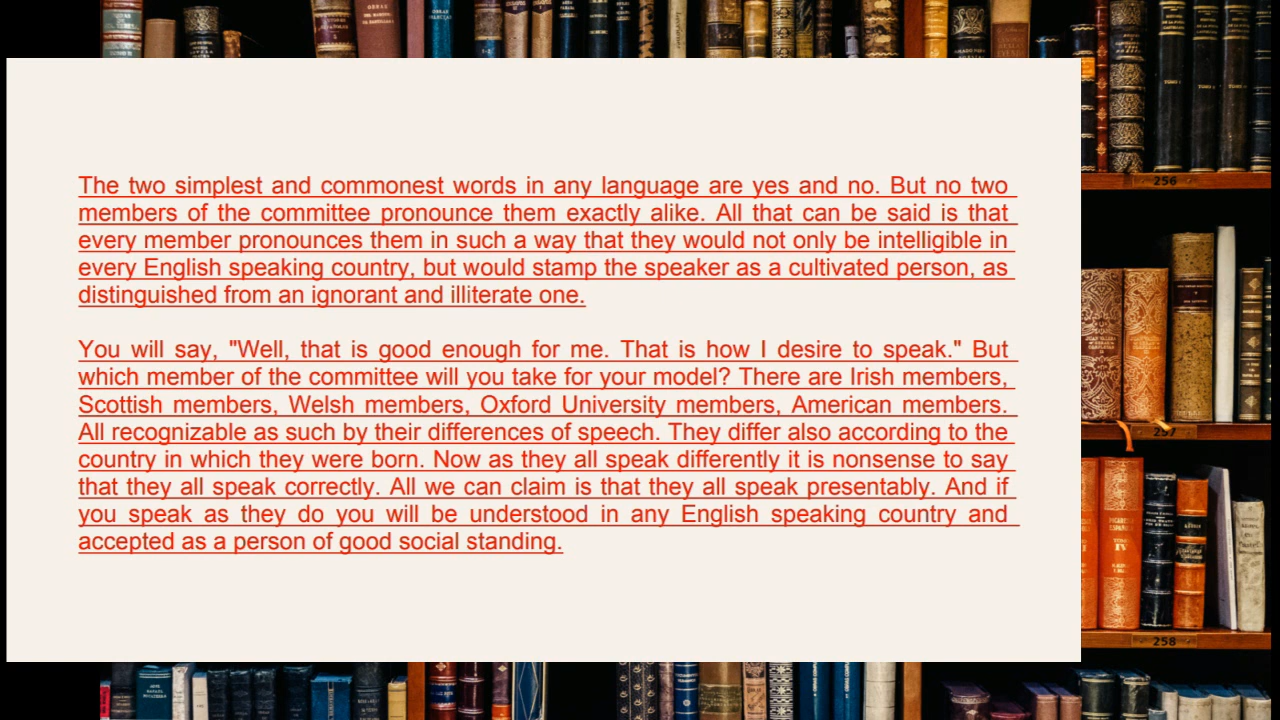 The two simplest and commonest words in any language are yes and no. But no two
members of the committee pronounce them exactly alike. All that can be said is that
every member pronounces them in such a way that they would not only be intelligible in
every English speaking country, but would stamp the speaker as a cultivated person, as
distinguished from an ignorant and illiterate one.
You will say, "Well, that is good enough for me. That is how I desire to speak." But
which member of the committee will you take for your model? There are Irish members,
Scottish members, Welsh members, Oxford University members, American members.
All recognizable as such by their differences of speech. They differ also according to the
country in which they were born. Now as they all speak differently it is nonsense to say
that they all speak correctly. All we can claim is that they all speak presentably. And if
you speak as they do you will be understood in any English speaking country and
accepted as a person of good social standing.
256
257
258